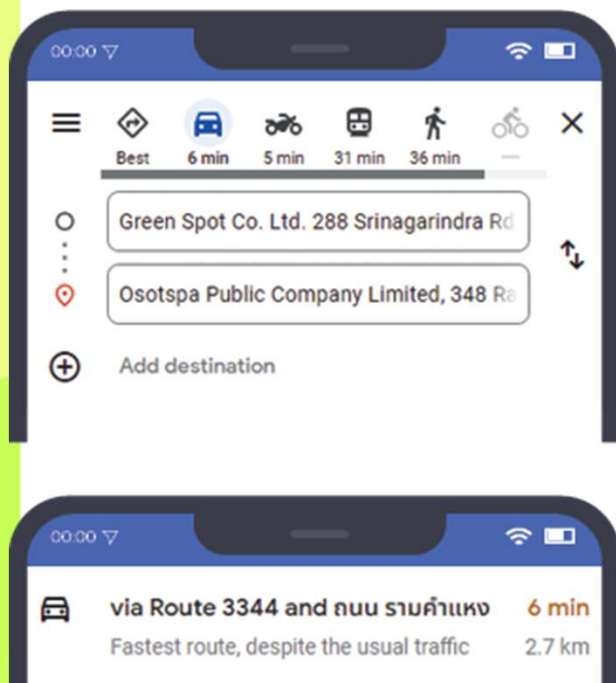 00:00
Best 6 min 5 min 31 min 36 min —
Green Spot Co. Ltd. 288 Srinagarindra Rd
Osotspa Public Company Limited, 348 Ra
Add destination
00:00
via Route 3344 and ถนน รามคำแหง 6 min
Fastest route, despite the usual traffic 2.7 km